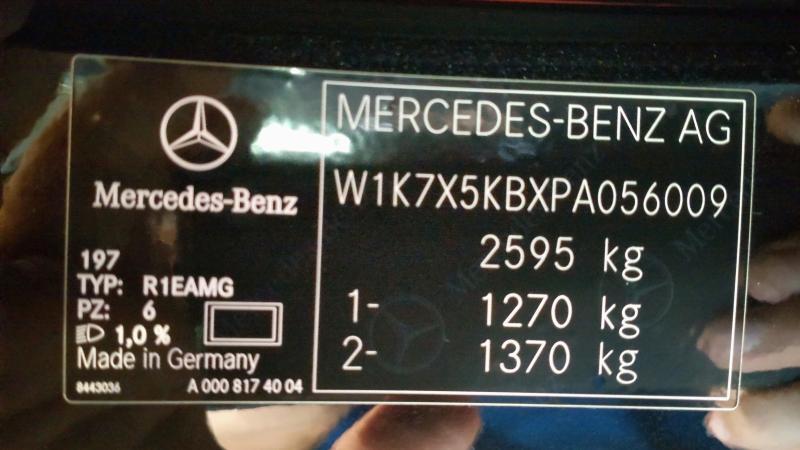 Mercedes-Benz
197
TYP: R1EAMG
PZ: 6
1,0 %
Made in Germany
8443036 A 000 817 40 04
MERCEDES-BENZ AG
W1K7X5KBXPA056009
2595 kg
1- 1270 kg
2- 1370 kg